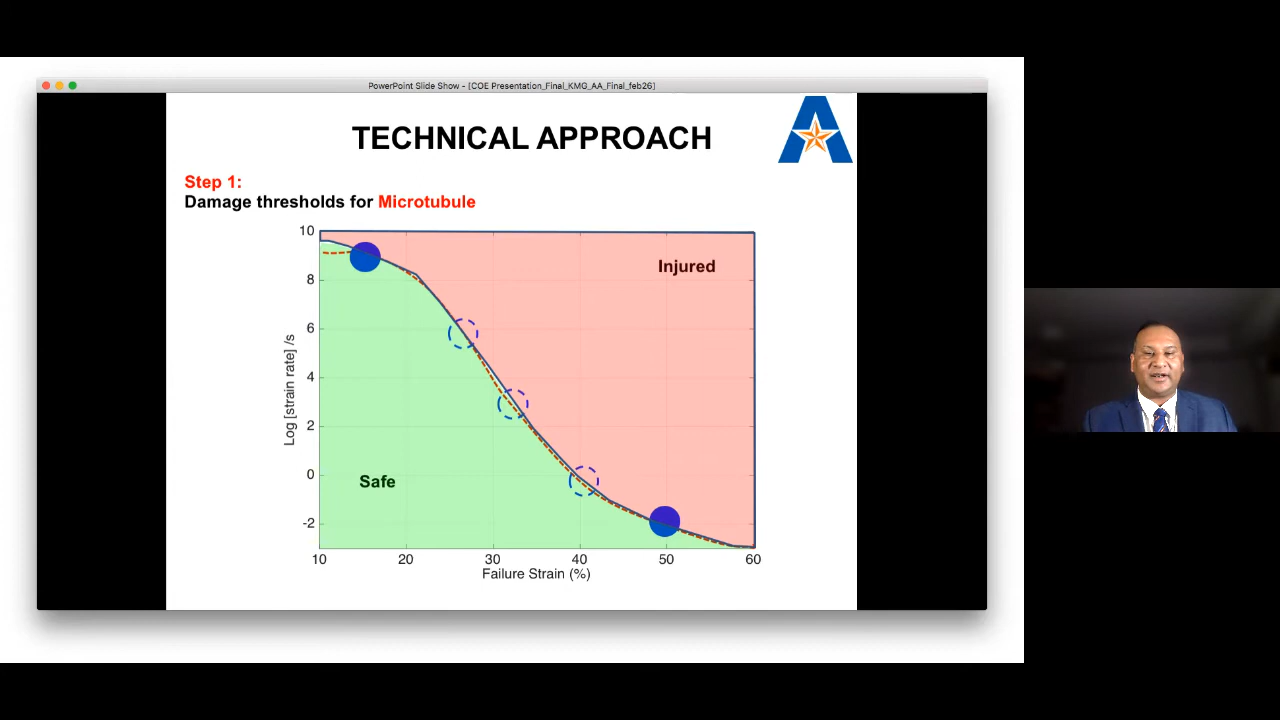 PowerPoint Slide Show - [COE Presentation_Final_KMG_AA_Final_feb26]
TECHNICAL APPROACH
Step 1:
Damage thresholds for Microtubule
10
8
6
4
2
0
-2
Log [strain rate] /s
Injured
Safe
10 20 30 40 50 60
Failure Strain (%)